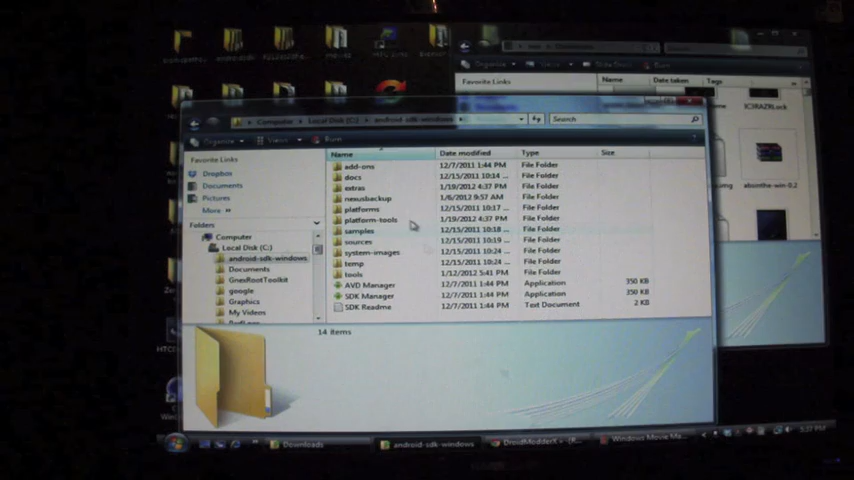 Organize
Burn
Favorite Links
Name
Date taken
Tags
Computer
Local Disk (C:)
android-sdk-windows
Search
Organize
Views
Burn
Favorite Links
Dropbox
Documents
Pictures
More »
Folders
Computer
Local Disk (C:)
android-sdk-windows
Documents
GnexRootToolkit
google
Graphics
My Videos
Name Date modified Type Size
add-ons 12/7/2011 1:44 PM File Folder
docs 12/15/2011 10:14 ... File Folder
extras 1/18/2012 4:37 PM File Folder
nexusbackup 1/6/2012 9:57 AM File Folder
platforms 12/15/2011 10:17 ... File Folder
platform-tools 1/19/2012 4:37 PM File Folder
samples 12/15/2011 10:18 ... File Folder
sources 12/15/2011 10:19 ... File Folder
system-images 12/15/2011 10:24 ... File Folder
temp 12/15/2011 10:24 ... File Folder
tools 1/12/2012 5:41 PM File Folder
AVD Manager 12/7/2011 1:44 PM Application 350 KB
SDK Manager 12/7/2011 1:44 PM Application 350 KB
SDK Readme 12/7/2011 1:44 PM Text Document 2 KB
14 items
absinthe-win-0.2
Downloads
android-sdk-windows
DroidModderX
Windows Movie Ma...
5:37 PM